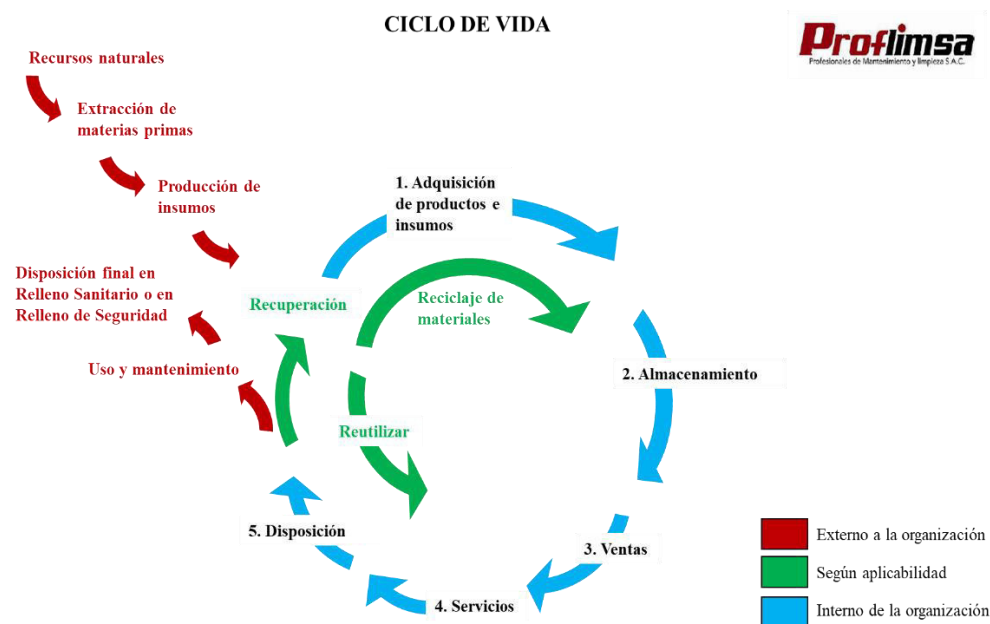 CICLO DE VIDA
Proflimsa
Profesionales de Mantenimiento y limpieza S.A.C.
Recursos naturales
Extracción de
materias primas
Producción de
insumos
1. Adquisición
de productos e
insumos
Disposición final en
Relleno Sanitario o en
Relleno de Seguridad
Recuperación
Reciclaje de
materiales
Uso y mantenimiento
2. Almacenamiento
Reutilizar
5. Disposición
3. Ventas
4. Servicios
Externo a la organización
Según aplicabilidad
Interno de la organización